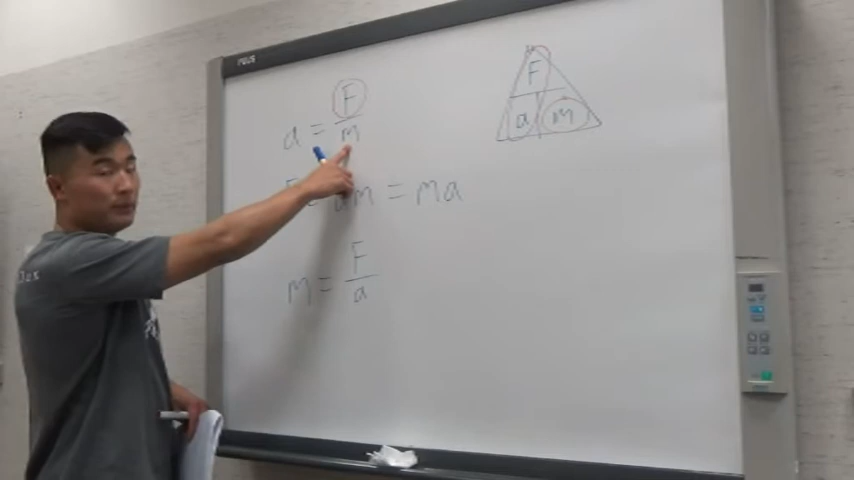 a = F/m
F = am = ma
m = F/a
F
a m